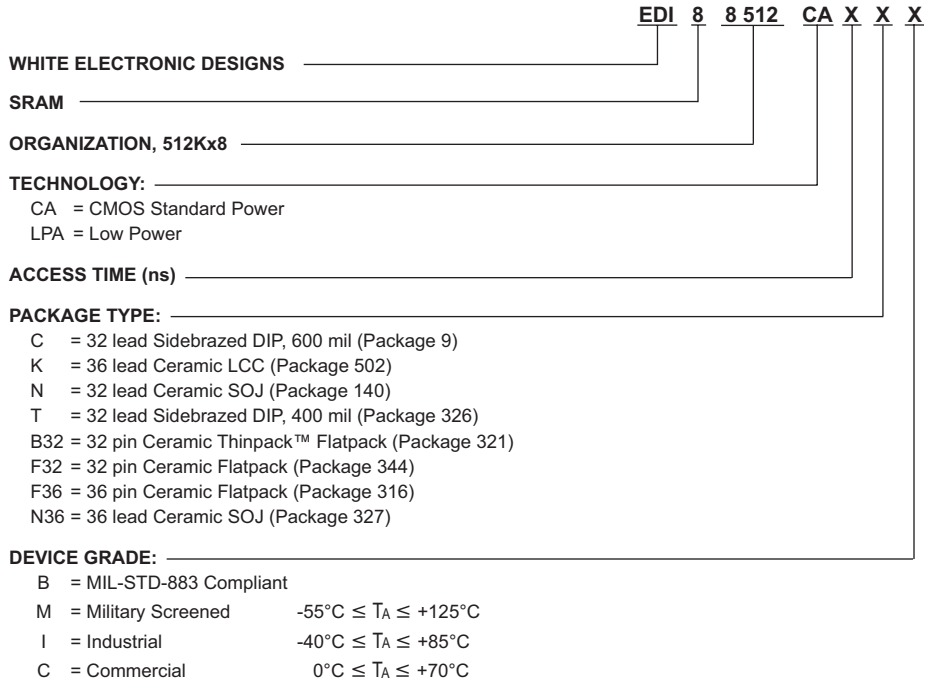 EDI 8 8 512 CA X X X
WHITE ELECTRONIC DESIGNS
SRAM
ORGANIZATION, 512Kx8
TECHNOLOGY:
CA = CMOS Standard Power
LPA = Low Power
ACCESS TIME (ns)
PACKAGE TYPE:
C = 32 lead Sidebrazed DIP, 600 mil (Package 9)
K = 36 lead Ceramic LCC (Package 502)
N = 32 lead Ceramic SOJ (Package 140)
T = 32 lead Sidebrazed DIP, 400 mil (Package 326)
B32 = 32 pin Ceramic Thinpack™ Flatpack (Package 321)
F32 = 32 pin Ceramic Flatpack (Package 344)
F36 = 36 pin Ceramic Flatpack (Package 316)
N36 = 36 lead Ceramic SOJ (Package 327)
DEVICE GRADE:
B = MIL-STD-883 Compliant
M = Military Screened -55°C ≤ TA ≤ +125°C
I = Industrial -40°C ≤ TA ≤ +85°C
C = Commercial 0°C ≤ TA ≤ +70°C